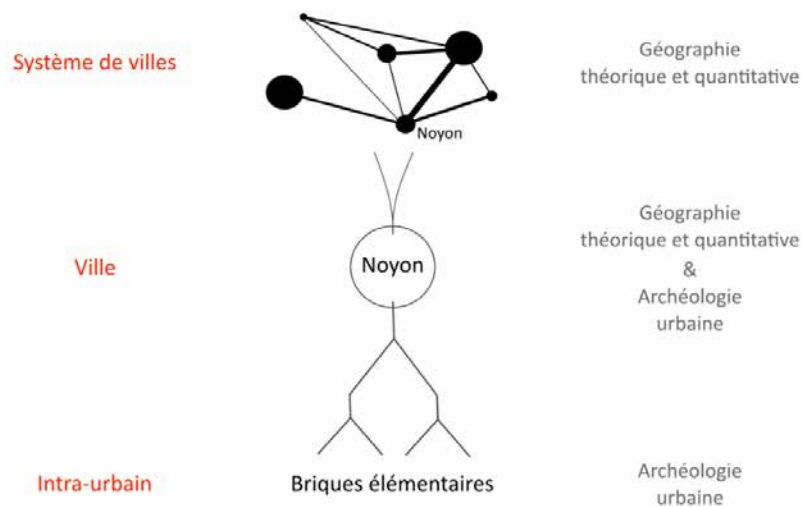 Système de villes
Noyon
Géographie
théorique et quantitative
Ville
Noyon
Géographie
théorique et quantitative
&
Archéologie
urbaine
Intra-urbain
Briques élémentaires
Archéologie
urbaine